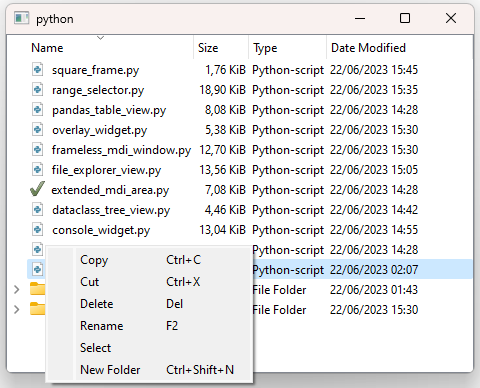 python
Name Size Type Date Modified
square_frame.py 1,76 KiB Python-script 22/06/2023 15:45
range_selector.py 18,90 KiB Python-script 22/06/2023 15:35
pandas_table_view.py 8,08 KiB Python-script 22/06/2023 14:28
overlay_widget.py 5,38 KiB Python-script 22/06/2023 15:30
frameless_mdi_window.py 12,70 KiB Python-script 22/06/2023 15:30
file_explorer_view.py 13,56 KiB Python-script 22/06/2023 15:05
extended_mdi_area.py 7,08 KiB Python-script 22/06/2023 14:28
dataclass_tree_view.py 4,46 KiB Python-script 22/06/2023 14:42
console_widget.py 13,04 KiB Python-script 22/06/2023 14:55
Python-script 22/06/2023 14:28
Python-script 22/06/2023 02:07
File Folder 22/06/2023 01:43
File Folder 22/06/2023 15:30
Copy Ctrl+C
Cut Ctrl+X
Delete Del
Rename F2
Select
New Folder Ctrl+Shift+N